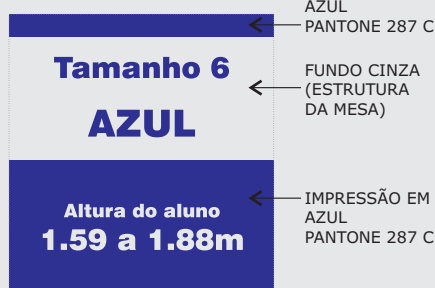 AZUL
PANTONE 287 C
Tamanho 6
AZUL
FUNDO CINZA
(ESTRUTURA
DA MESA)
Altura do aluno
1.59 a 1.88m
IMPRESSÃO EM
AZUL
PANTONE 287 C